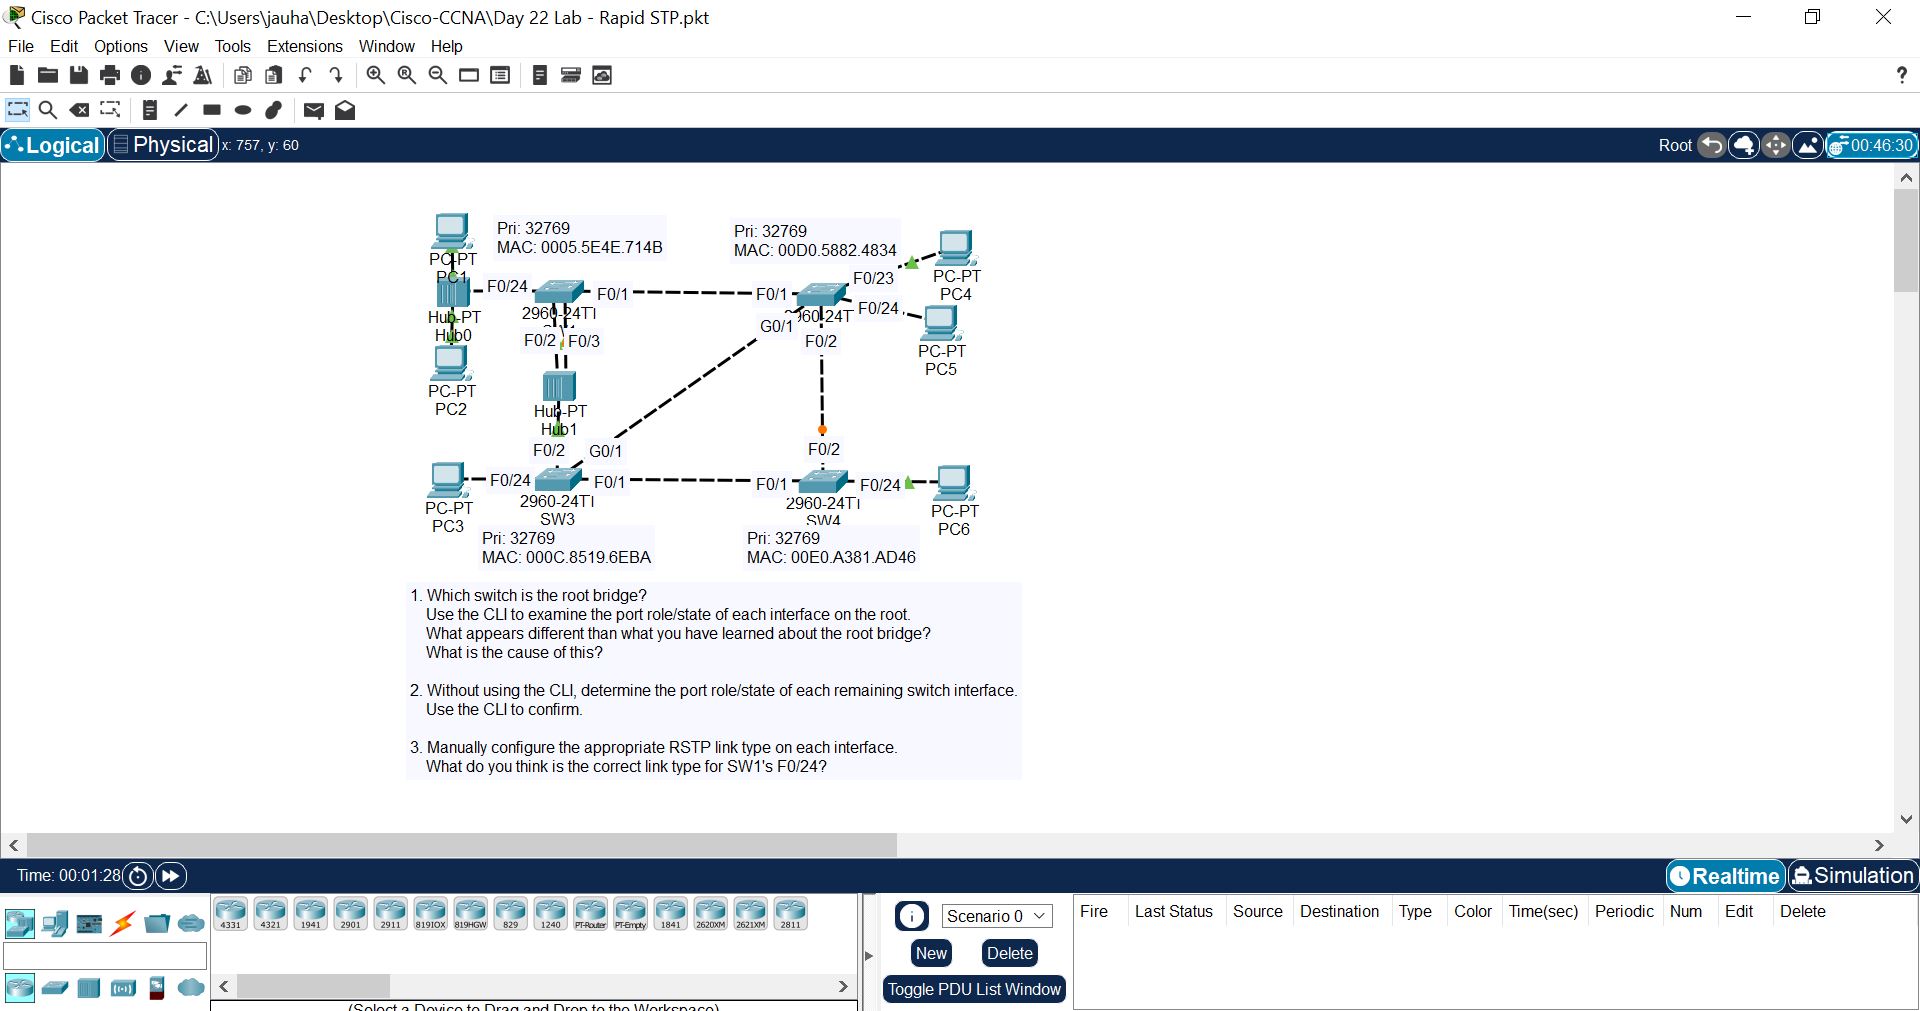 Cisco Packet Tracer - C:\Users\jauha\Desktop\Cisco-CCNA\Day 22 Lab - Rapid STP.pkt
File Edit Options View Tools Extensions Window Help
?
Logical Physical x: 757, y: 60 Root 00:46:30
Pri: 32769
MAC: 0005.5E4E.714B
Pri: 32769
MAC: 00D0.5882.4834
PC-PT
PC1
F0/24
F0/1
F0/1
F0/23
PC-PT
PC4
Hub-PT
Hub0
2960-24TT
F0/2
F0/3
G0/1
F0/24
F0/2
PC-PT
PC5
PC-PT
PC2
Hub-PT
Hub1
F0/2
G0/1
F0/2
PC-PT
PC3
F0/24
F0/1
2960-24TT
SW3
F0/1
F0/24
2960-24TT
SW4
PC-PT
PC6
Pri: 32769
MAC: 000C.8519.6EBA
Pri: 32769
MAC: 00E0.A381.AD46
1. Which switch is the root bridge?
Use the CLI to examine the port role/state of each interface on the root.
What appears different than what you have learned about the root bridge?
What is the cause of this?
2. Without using the CLI, determine the port role/state of each remaining switch interface.
Use the CLI to confirm.
3. Manually configure the appropriate RSTP link type on each interface.
What do you think is the correct link type for SW1's F0/24?
Time: 00:01:28 Realtime Simulation
4331 4321 1941 2901 2911 819IOX 819HGW 829 1240 PT-Router PT-Empty 1841 2620XM 2621XM 2811
Scenario 0
New Delete
Toggle PDU List Window
Fire Last Status Source Destination Type Color Time(sec) Periodic Num Edit Delete
(Select a Device to Drag and Drop to the Workspace)